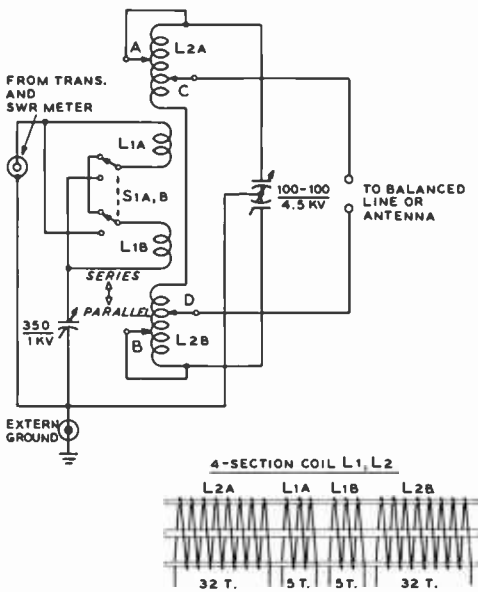 A
L2A
FROM TRANS.
AND
SWR METER
C
L1A
S1A, B
100-100
4.5 KV
TO BALANCED
LINE OR
ANTENNA
L1B
SERIES
PARALLEL
D
350
1KV
B
L2B
EXTERN
GROUND
4-SECTION COIL L1, L2
L2A L1A L1B L2B
32 T. 5 T. 5 T. 32 T.